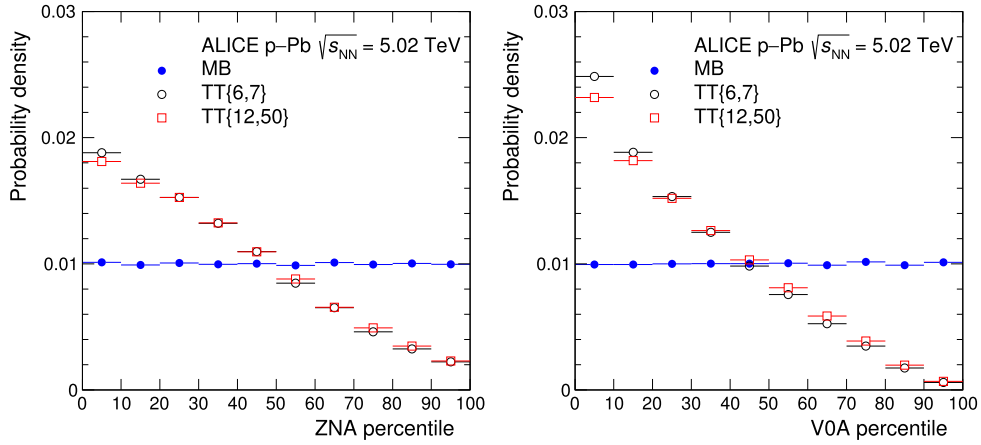 Probability density
0.03
0.02
0.01
0
ALICE p–Pb √sNN = 5.02 TeV
MB
TT{6,7}
TT{12,50}
0 10 20 30 40 50 60 70 80 90 100
ZNA percentile
Probability density
0.03
0.02
0.01
0
ALICE p–Pb √sNN = 5.02 TeV
MB
TT{6,7}
TT{12,50}
0 10 20 30 40 50 60 70 80 90 100
V0A percentile